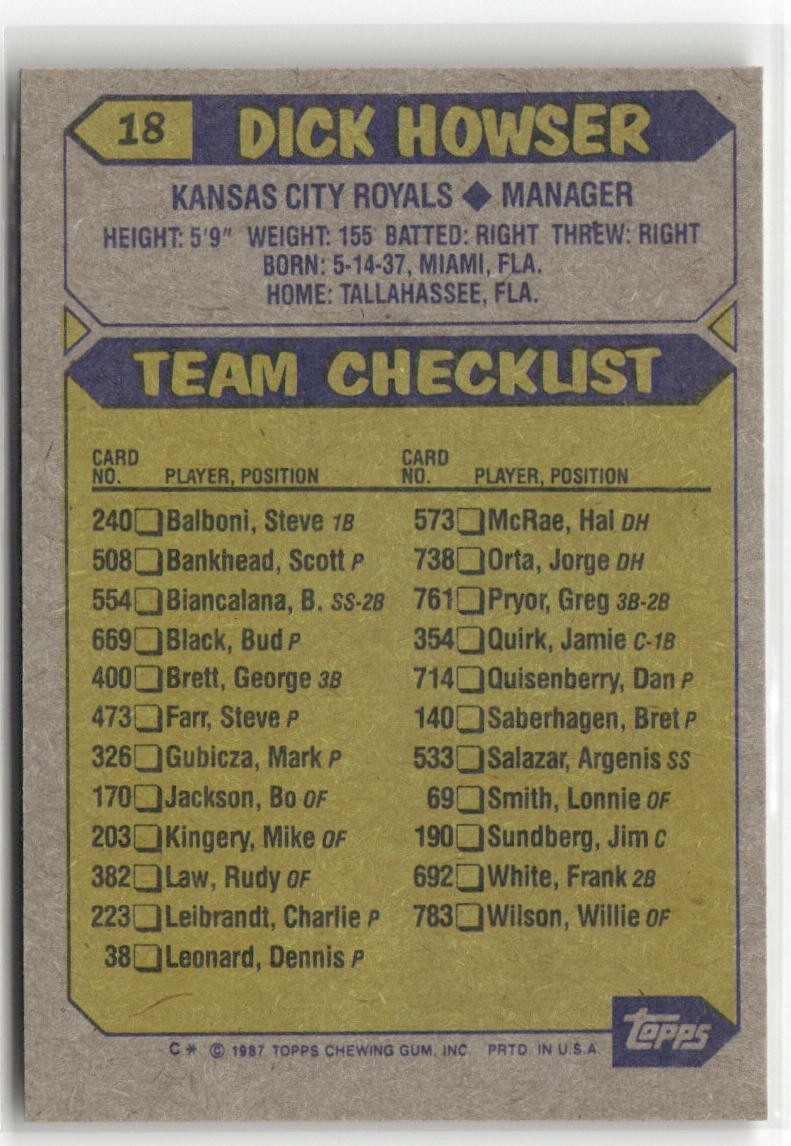 18 DICK HOWSER
KANSAS CITY ROYALS ◆ MANAGER
HEIGHT: 5'9" WEIGHT: 155 BATTED: RIGHT THREW: RIGHT
BORN: 5-14-37, MIAMI, FLA.
HOME: TALLAHASSEE, FLA.
TEAM CHECKLIST
CARD NO. PLAYER, POSITION
240 Balboni, Steve 1B
508 Bankhead, Scott P
554 Biancalana, B. SS-2B
669 Black, Bud P
400 Brett, George 3B
473 Farr, Steve P
326 Gubicza, Mark P
170 Jackson, Bo OF
203 Kingery, Mike OF
382 Law, Rudy OF
223 Leibrandt, Charlie P
38 Leonard, Dennis P
CARD NO. PLAYER, POSITION
573 McRae, Hal DH
738 Orta, Jorge DH
761 Pryor, Greg 3B-2B
354 Quirk, Jamie C-1B
714 Quisenberry, Dan P
140 Saberhagen, Bret P
533 Salazar, Argenis SS
69 Smith, Lonnie OF
190 Sundberg, Jim C
692 White, Frank 2B
783 Wilson, Willie OF
topps
C* © 1987 TOPPS CHEWING GUM, INC. PRTD. IN U.S.A.